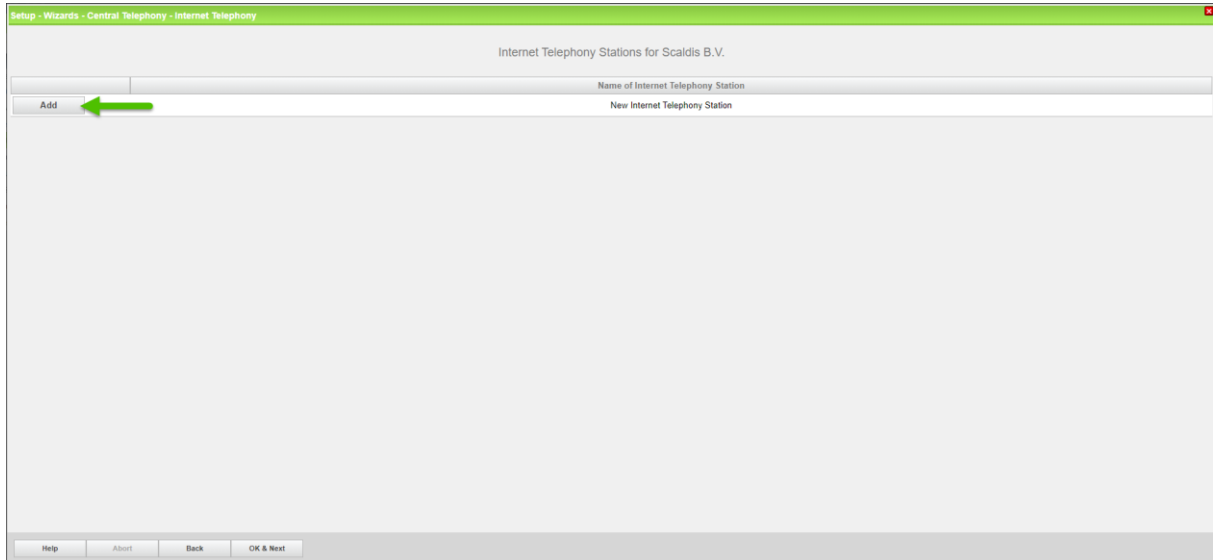 Setup - Wizards - Central Telephony - Internet Telephony
Internet Telephony Stations for Scaldis B.V.
Name of Internet Telephony Station
Add New Internet Telephony Station
Help Abort Back OK & Next